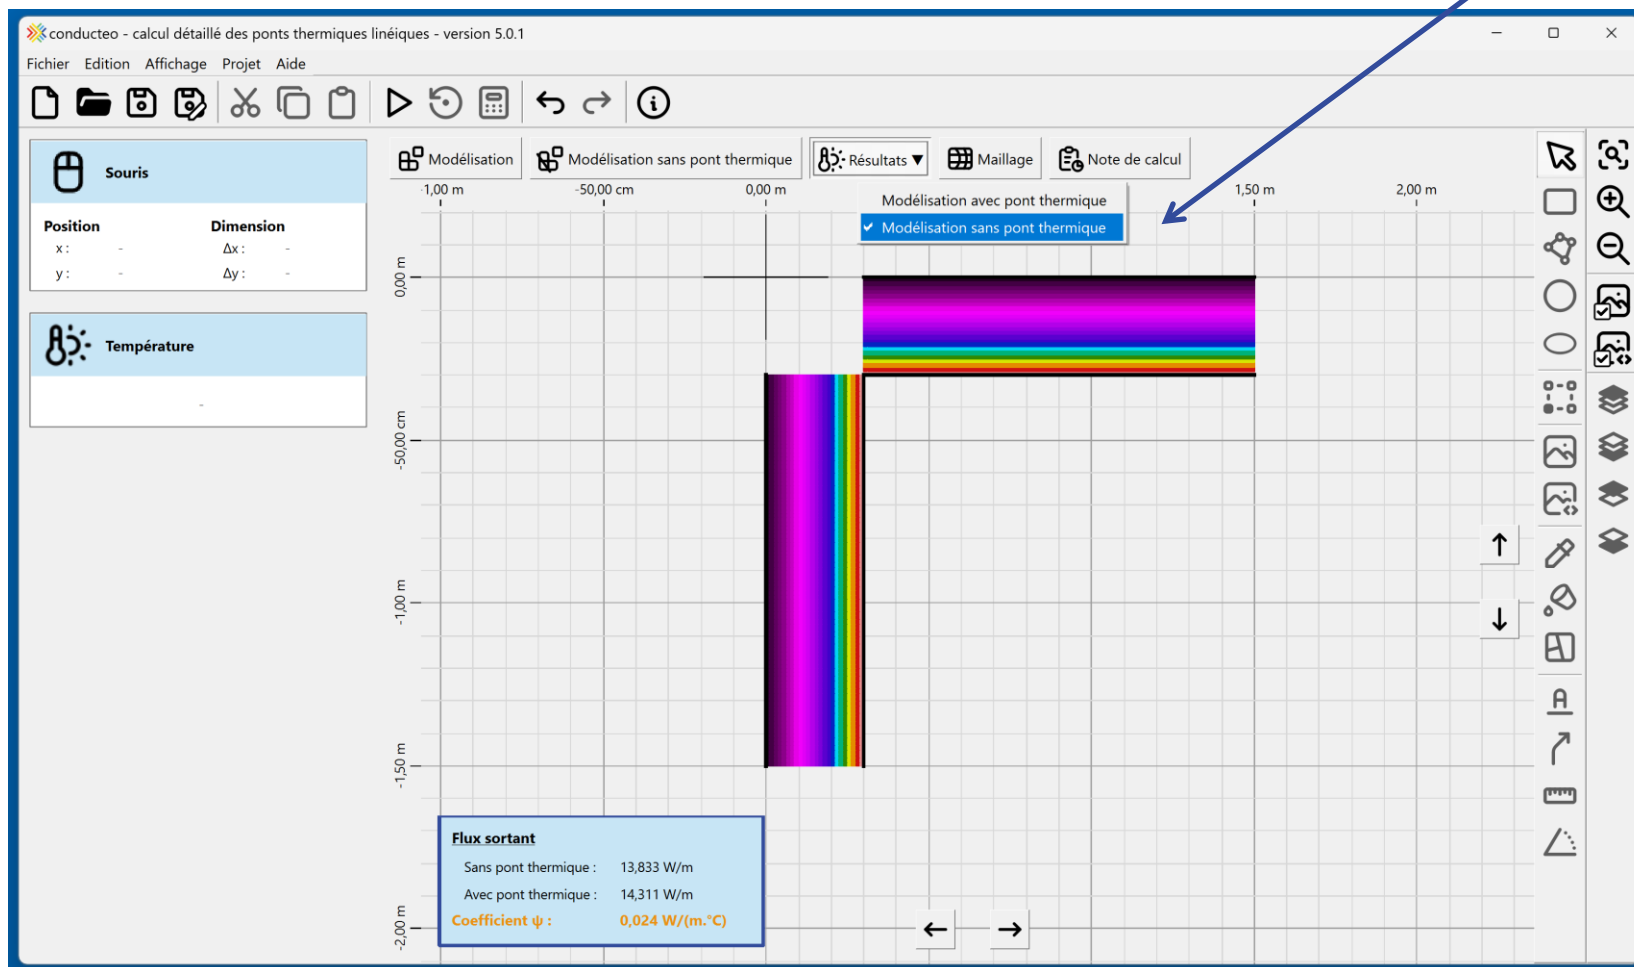 conducteo - calcul détaillé des ponts thermiques linéiques - version 5.0.1
Fichier Edition Affichage Projet Aide
Souris
Position Dimension
x : - Δx : -
y : - Δy : -
Température
-
Modélisation Modélisation sans pont thermique Résultats ▼ Maillage Note de calcul
-1,00 m -50,00 cm 0,00 m 1,50 m 2,00 m
Modélisation avec pont thermique
✓ Modélisation sans pont thermique
0,00 m
-50,00 cm
-1,00 m
-1,50 m
-2,00 m
Flux sortant
Sans pont thermique : 13,833 W/m
Avec pont thermique : 14,311 W/m
Coefficient ψ : 0,024 W/(m.°C)